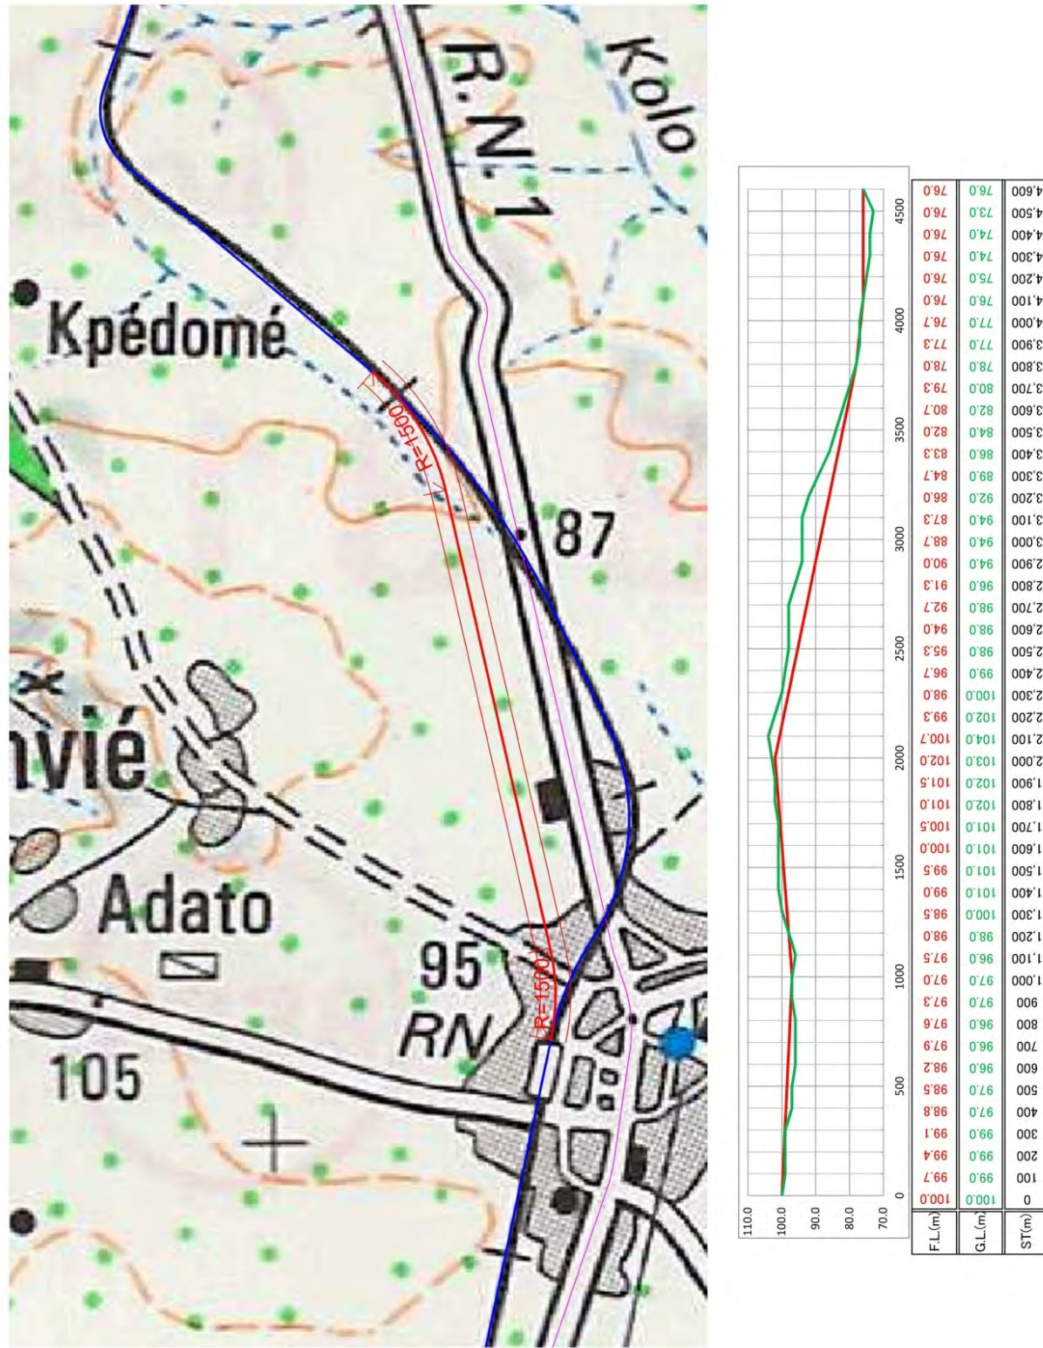 Kolo
R.N.1
Kpédomé
R=1500
87
nvié
Adato
95
R=1500
RN
105
4500
4000
3500
3000
2500
2000
1500
1000
500
0
110.0
100.0
90.0
80.0
70.0
76.0 76.0 4,600
76.0 73.0 4,500
76.0 74.0 4,400
76.0 74.0 4,300
76.0 75.0 4,200
76.0 76.0 4,100
76.7 77.0 4,000
77.3 77.0 3,900
78.0 78.0 3,800
79.3 80.0 3,700
80.7 82.0 3,600
82.0 84.0 3,500
83.3 86.0 3,400
84.7 89.0 3,300
86.0 92.0 3,200
87.3 94.0 3,100
88.7 94.0 3,000
90.0 94.0 2,900
91.3 96.0 2,800
92.7 98.0 2,700
94.0 98.0 2,600
95.3 98.0 2,500
96.7 99.0 2,400
98.0 100.0 2,300
99.3 102.0 2,200
100.7 104.0 2,100
102.0 103.0 2,000
101.5 102.0 1,900
101.0 102.0 1,800
100.5 101.0 1,700
100.0 101.0 1,600
99.5 101.0 1,500
99.0 101.0 1,400
98.5 100.0 1,300
98.0 98.0 1,200
97.5 96.0 1,100
97.0 97.0 1,000
97.3 97.0 900
97.6 96.0 800
97.9 96.0 700
98.2 96.0 600
98.5 97.0 500
98.8 97.0 400
99.1 99.0 300
99.4 99.0 200
99.7 99.0 100
100.0 100.0 0
F.L.(m) G.L.(m) ST(m)